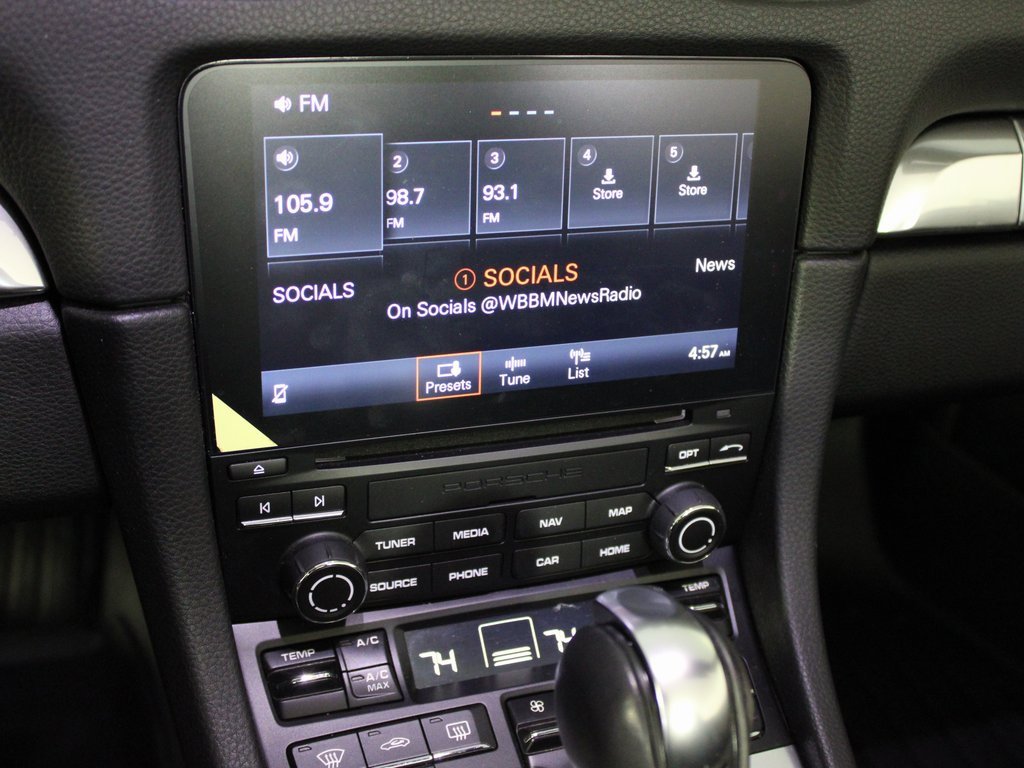 FM
2 3 4 5
105.9 98.7 93.1 Store Store
FM FM FM
SOCIALS ① SOCIALS News
On Socials @WBBMNewsRadio
Presets Tune List 4:57 AM
OPT
PORSCHE
TUNER MEDIA NAV MAP
SOURCE PHONE CAR HOME
TEMP A/C TEMP
74 74
A/C
MAX